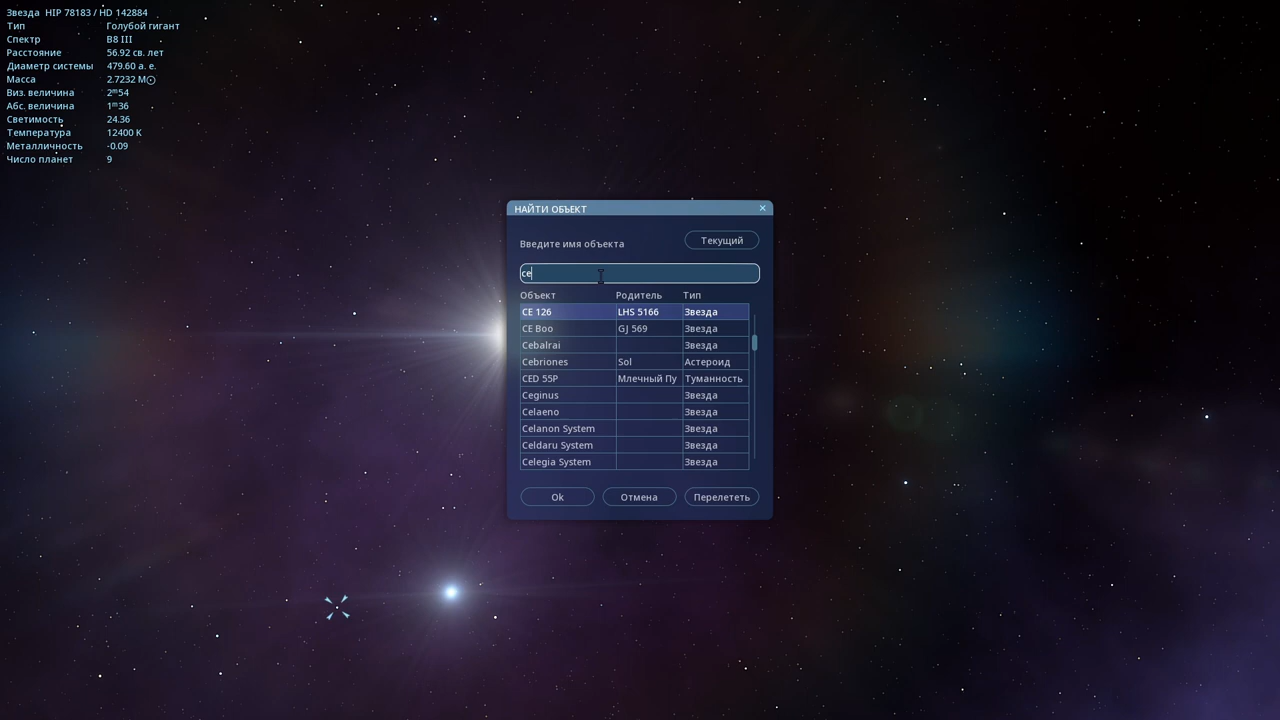 Звезда HIP 78183 / HD 142884
Тип Голубой гигант
Спектр B8 III
Расстояние 56.92 св. лет
Диаметр системы 479.60 а. е.
Масса 2.7232 M☉
Виз. величина 2ᵐ54
Абс. величина 1ᵐ36
Светимость 24.36
Температура 12400 K
Металличность -0.09
Число планет 9
НАЙТИ ОБЪЕКТ ×
Введите имя объекта Текущий
ce
Объект Родитель Тип
CE 126 LHS 5166 Звезда
CE Boo GJ 569 Звезда
Cebalrai Звезда
Cebriones Sol Астероид
CED 55P Млечный Пу Туманность
Ceginus Звезда
Celaeno Звезда
Celanon System Звезда
Celdaru System Звезда
Celegia System Звезда
Ok Отмена Перелететь